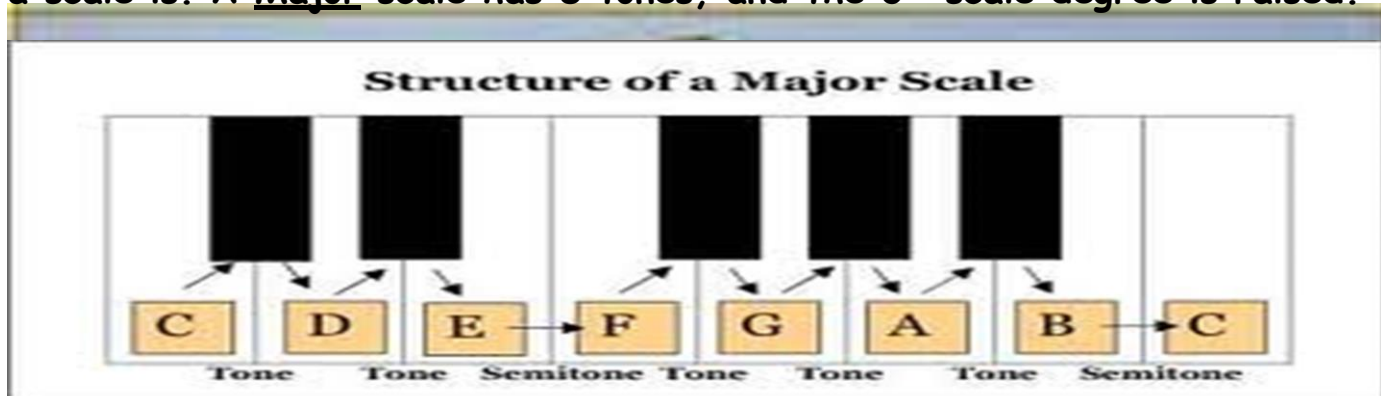 a scale is! A Major scale has tones, and the scale degree is raised.
Structure of a Major Scale
C D E F G A B C
Tone Tone Semitone Tone Tone Tone Semitone